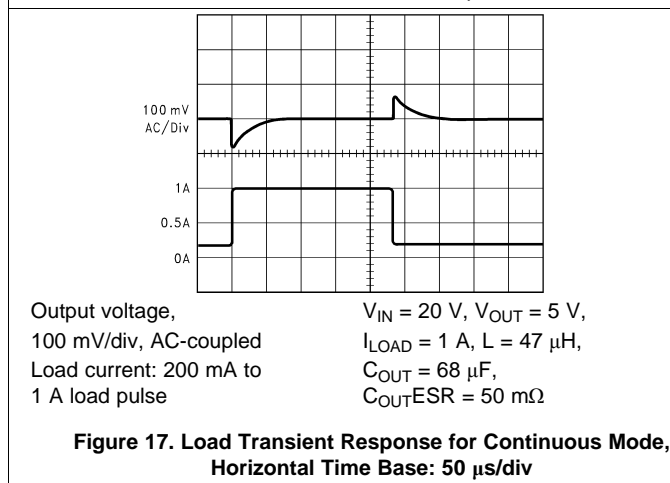 100 mV
AC/Div
1A
0.5A
0A
Output voltage,
100 mV/div, AC-coupled
Load current: 200 mA to
1 A load pulse
V_IN = 20 V, V_OUT = 5 V,
I_LOAD = 1 A, L = 47 μH,
C_OUT = 68 μF,
C_OUTESR = 50 mΩ
Figure 17. Load Transient Response for Continuous Mode,
Horizontal Time Base: 50 μs/div